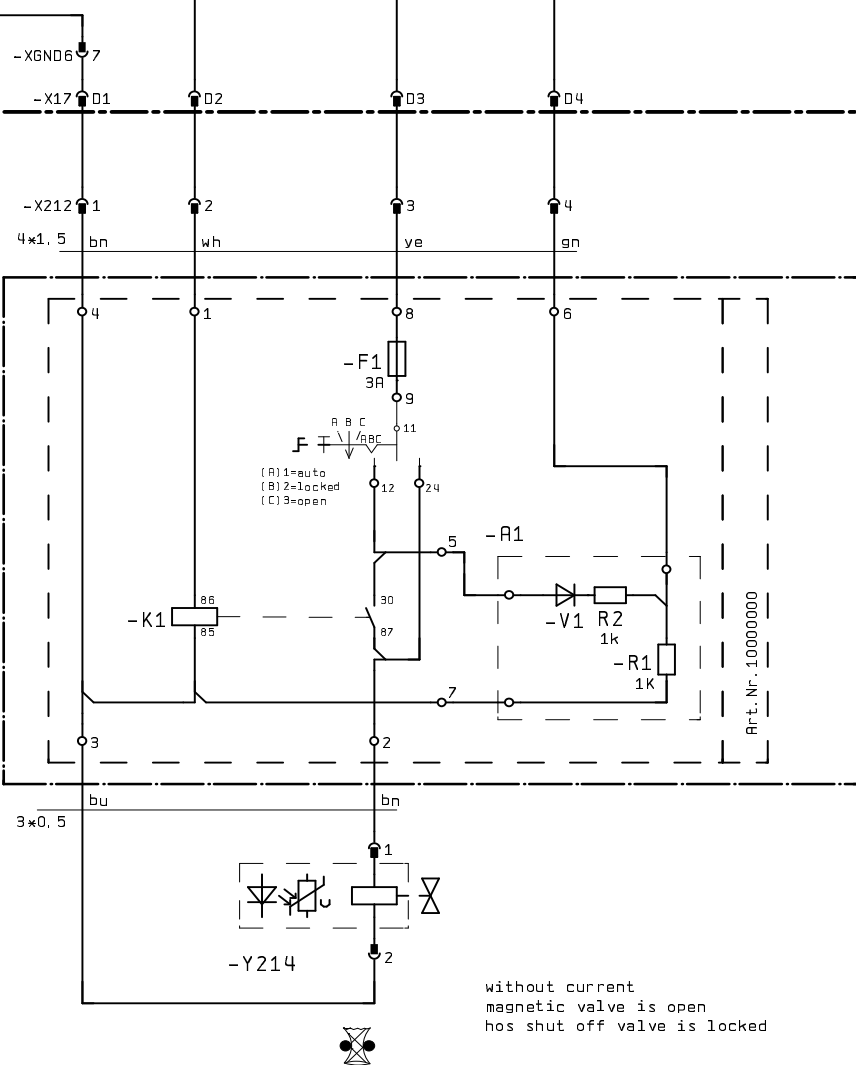 -XGND6 7
-X17 D1 D2 D3 D4
-X212 1 2 3 4
4*1,5 bn wh ye gn
4 1 8 6
-F1
3A
9
A B C
11
ABC
(A)1=auto
(B)2=locked
(C)3=open
12 24
5 -A1
86 30
-K1
85 87
-V1 R2
1k
-R1
1K
7
Art.Nr.10000000
3 2
bu bn
3*0,5
1
U
-Y214 2
without current
magnetic valve is open
hos shut off valve is locked